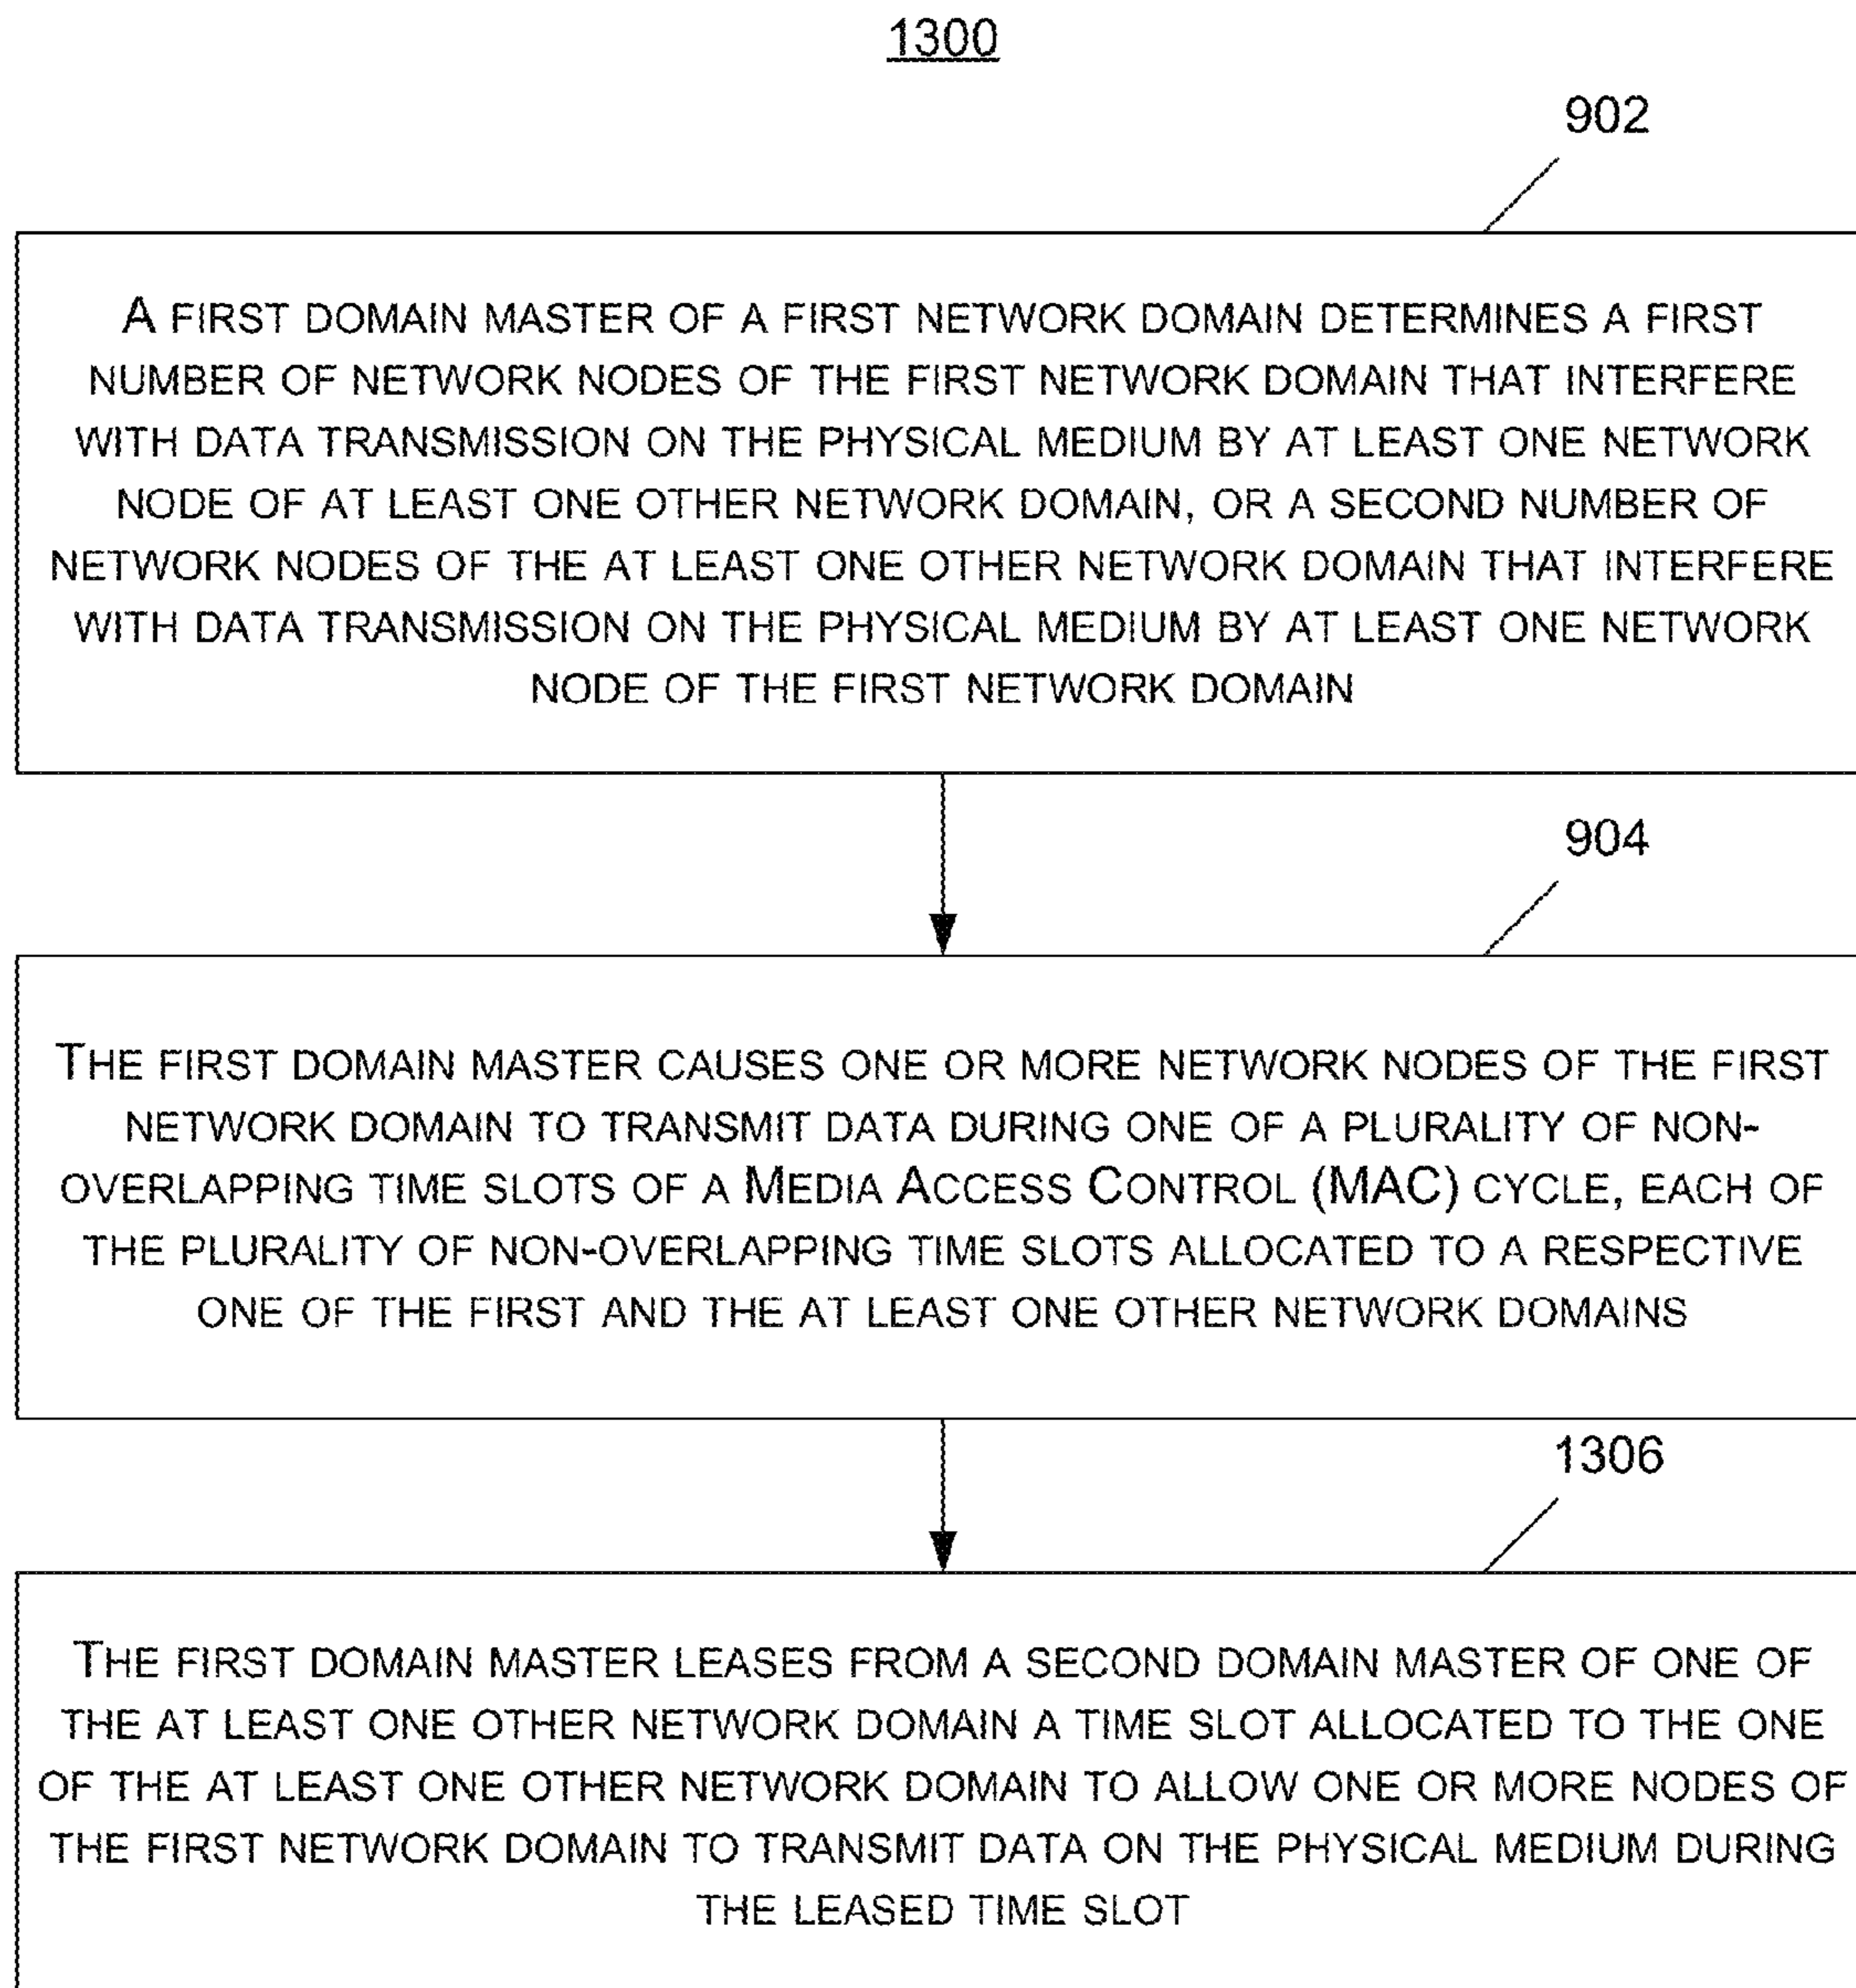 1300
902
A FIRST DOMAIN MASTER OF A FIRST NETWORK DOMAIN DETERMINES A FIRST
NUMBER OF NETWORK NODES OF THE FIRST NETWORK DOMAIN THAT INTERFERE
WITH DATA TRANSMISSION ON THE PHYSICAL MEDIUM BY AT LEAST ONE NETWORK
NODE OF AT LEAST ONE OTHER NETWORK DOMAIN, OR A SECOND NUMBER OF
NETWORK NODES OF THE AT LEAST ONE OTHER NETWORK DOMAIN THAT INTERFERE
WITH DATA TRANSMISSION ON THE PHYSICAL MEDIUM BY AT LEAST ONE NETWORK
NODE OF THE FIRST NETWORK DOMAIN
904
THE FIRST DOMAIN MASTER CAUSES ONE OR MORE NETWORK NODES OF THE FIRST
NETWORK DOMAIN TO TRANSMIT DATA DURING ONE OF A PLURALITY OF NON-
OVERLAPPING TIME SLOTS OF A MEDIA ACCESS CONTROL (MAC) CYCLE, EACH OF
THE PLURALITY OF NON-OVERLAPPING TIME SLOTS ALLOCATED TO A RESPECTIVE
ONE OF THE FIRST AND THE AT LEAST ONE OTHER NETWORK DOMAINS
1306
THE FIRST DOMAIN MASTER LEASES FROM A SECOND DOMAIN MASTER OF ONE OF
THE AT LEAST ONE OTHER NETWORK DOMAIN A TIME SLOT ALLOCATED TO THE ONE
OF THE AT LEAST ONE OTHER NETWORK DOMAIN TO ALLOW ONE OR MORE NODES OF
THE FIRST NETWORK DOMAIN TO TRANSMIT DATA ON THE PHYSICAL MEDIUM DURING
THE LEASED TIME SLOT